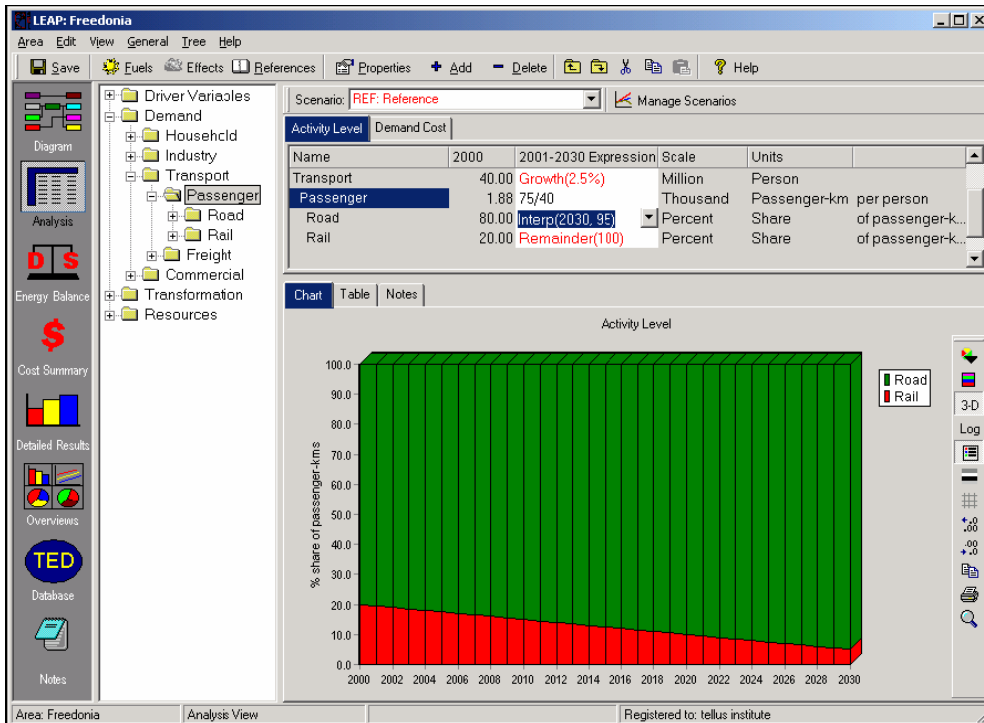 LEAP: Freedonia
Area Edit View General Tree Help
Save Fuels Effects References Properties Add Delete Help
Diagram
Analysis
D $
Energy Balance
$
Cost Summary
Detailed Results
Overviews
TED
Database
Notes
Driver Variables
Demand
Household
Industry
Transport
Passenger
Road
Rail
Freight
Commercial
Transformation
Resources
Scenario: REF: Reference Manage Scenarios
Activity Level Demand Cost
Name 2000 2001-2030 Expression Scale Units
Transport 40.00 Growth(2.5%) Million Person
Passenger 1.88 75/40 Thousand Passenger-km per person
Road 80.00 Interp(2030, 95) Percent Share of passenger-k...
Rail 20.00 Remainder(100) Percent Share of passenger-k...
Chart Table Notes
Activity Level
% share of passenger-kms
100.0
90.0
80.0
70.0
60.0
50.0
40.0
30.0
20.0
10.0
0.0
2000 2002 2004 2006 2008 2010 2012 2014 2016 2018 2020 2022 2024 2026 2028 2030
Road
Rail
3-D
Log
.0
.00
.00
.0
Area: Freedonia Analysis View Registered to: tellus institute